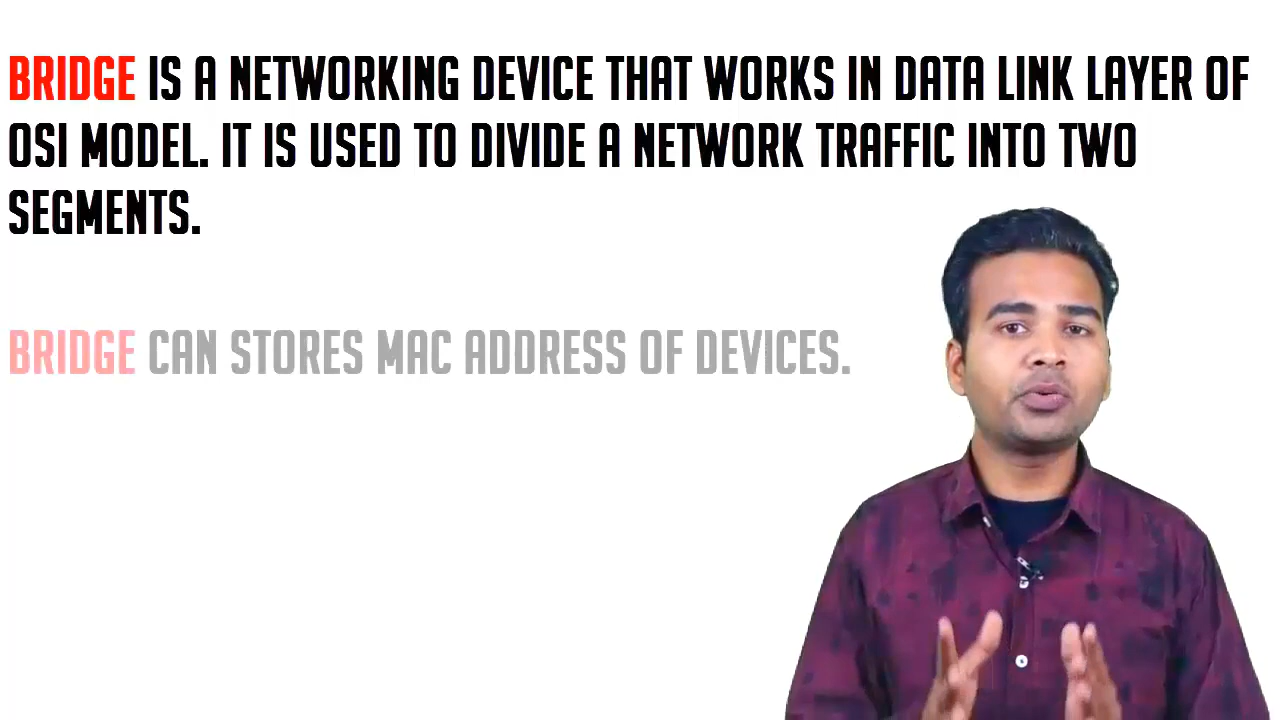 BRIDGE IS A NETWORKING DEVICE THAT WORKS IN DATA LINK LAYER OF
OSI MODEL. IT IS USED TO DIVIDE A NETWORK TRAFFIC INTO TWO
SEGMENTS.
BRIDGE CAN STORES MAC ADDRESS OF DEVICES.